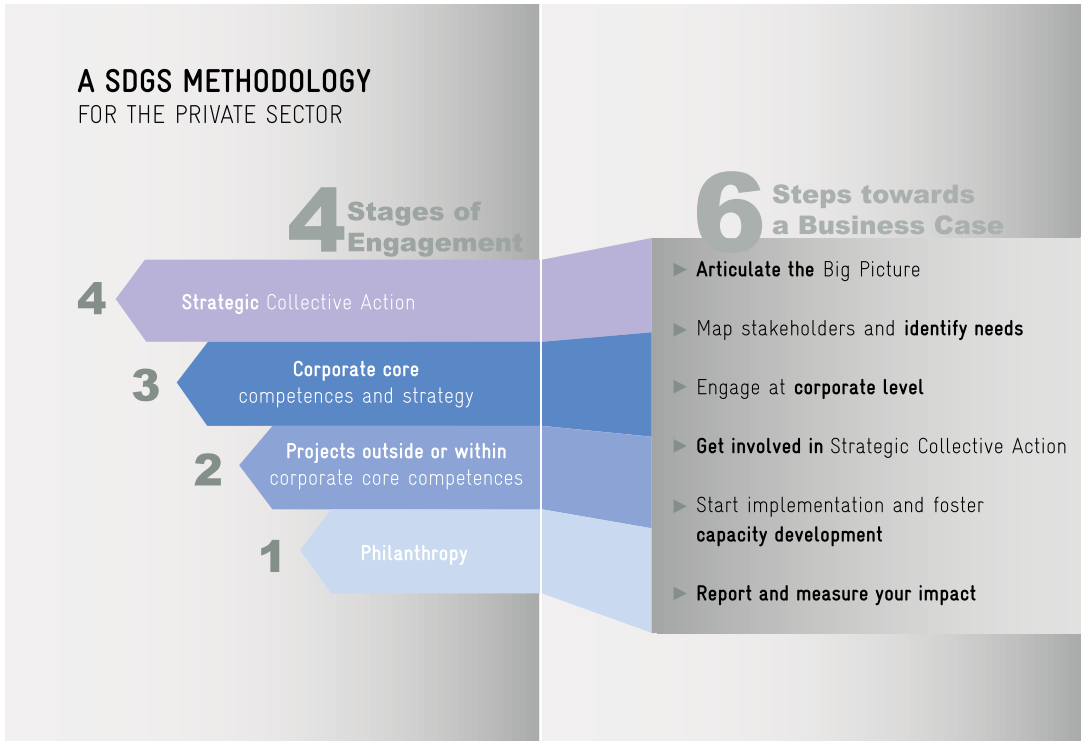 A SDGS METHODOLOGY
FOR THE PRIVATE SECTOR
4 Stages of
Engagement
4 Strategic Collective Action
3 Corporate core
competences and strategy
2 Projects outside or within
corporate core competences
1 Philanthropy
6 Steps towards
a Business Case
► Articulate the Big Picture
► Map stakeholders and identify needs
► Engage at corporate level
► Get involved in Strategic Collective Action
► Start implementation and foster
capacity development
► Report and measure your impact